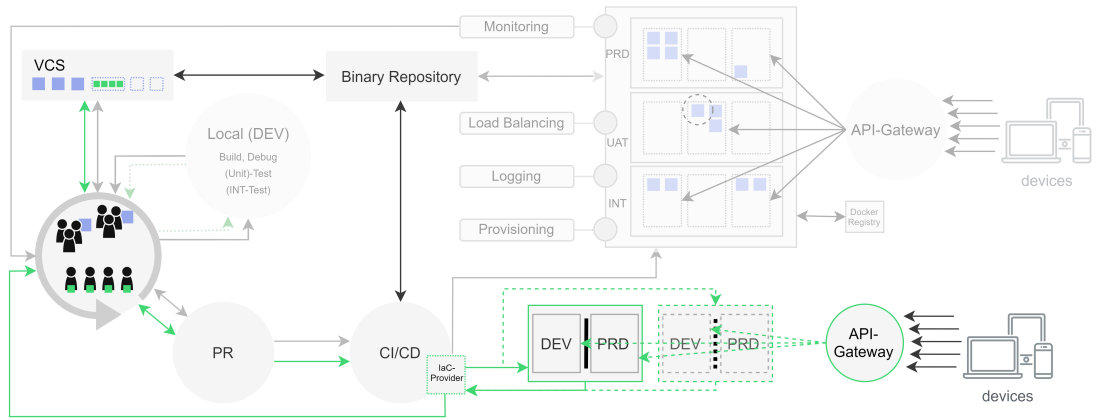 Monitoring
PRD
VCS
Binary Repository
Local (DEV)
Build, Debug
(Unit)-Test
(INT-Test)
Load Balancing
UAT
API-Gateway
devices
Logging
INT
Provisioning
Docker
Registry
PR
CI/CD
IaC-
Provider
DEV
PRD
DEV
PRD
API-
Gateway
devices